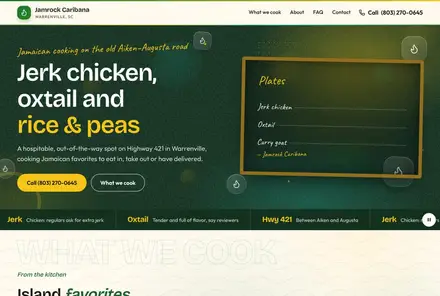 Jamrock Caribana
WARRENVILLE, SC
What we cook About FAQ Contact Call (803) 270-0645
Jamaican cooking on the old Aiken-Augusta road
Jerk chicken,
oxtail and
rice & peas
A hospitable, out-of-the-way spot on Highway 421 in Warrenville,
cooking Jamaican favorites to eat in, take out or have delivered.
Call (803) 270-0645 What we cook
Plates
Jerk chicken
Oxtail
Curry goat
– Jamrock Caribana
Jerk Chicken: regulars ask for extra jerk Oxtail Tender and full of flavor, say reviewers Hwy 421 Between Aiken and Augusta Jerk Chicken:
WHAT WE COOK
From the kitchen
Island favorites